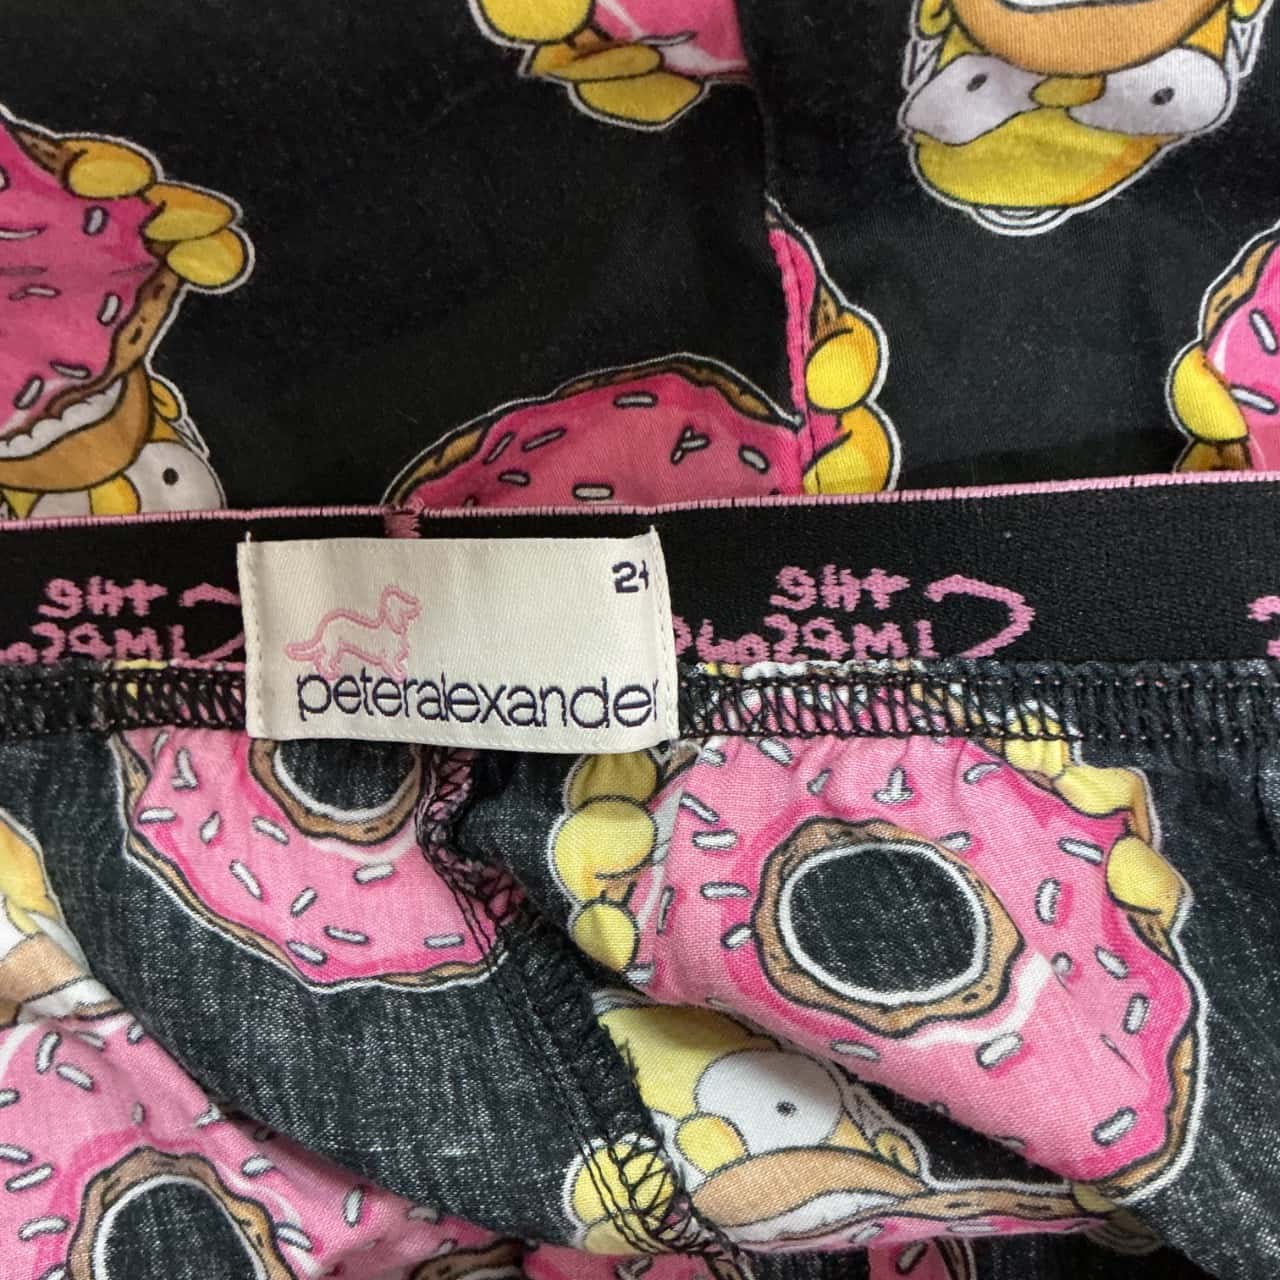 THE
SIMPSONS
peteralexander
THE
SIMPSONS